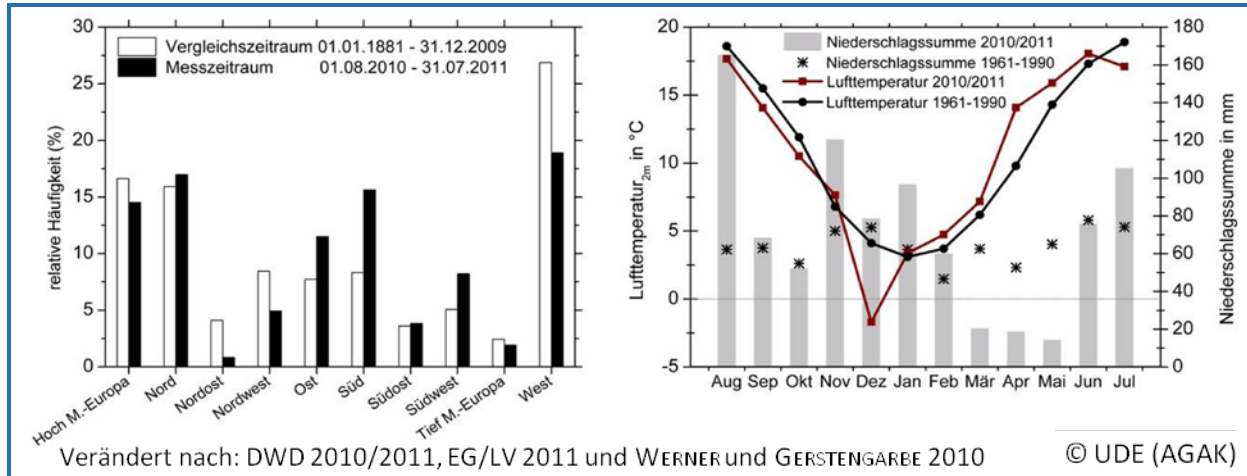 30
25
20
15
10
5
0
relative Häufigkeit (%)
Vergleichszeitraum 01.01.1881 - 31.12.2009
Messzeitraum 01.08.2010 - 31.07.2011
Hoch M.-Europa
Nord
Nordost
Nordwest
Ost
Süd
Südost
Südwest
Tief M.-Europa
West
20
15
10
5
0
-5
Lufttemperatur2m in °C
Niederschlagssumme 2010/2011
Niederschlagssumme 1961-1990
Lufttemperatur 2010/2011
Lufttemperatur 1961-1990
180
160
140
120
100
80
60
40
20
0
Niederschlagssumme in mm
Aug Sep Okt Nov Dez Jan Feb Mär Apr Mai Jun Jul
Verändert nach: DWD 2010/2011, EG/LV 2011 und WERNER und GERSTENGARBE 2010
© UDE (AGAK)